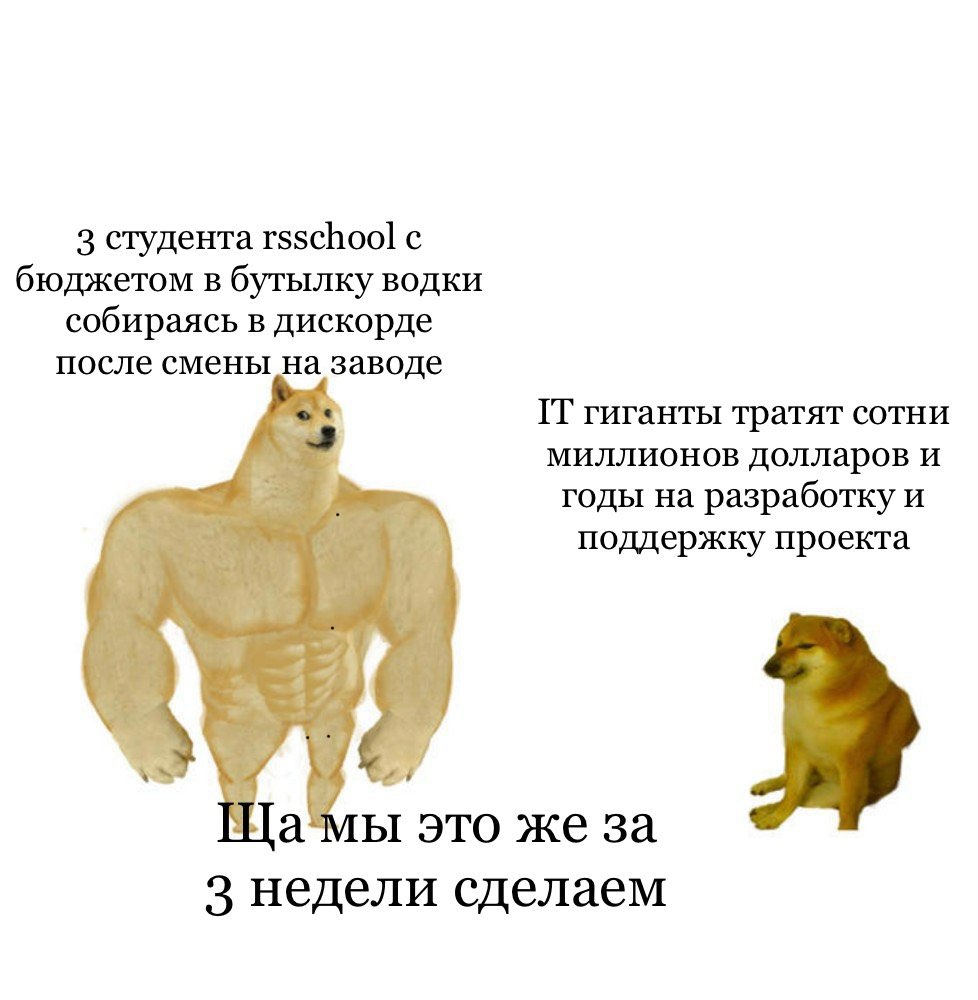 3 студента rsschool с
бюджетом в бутылку водки
собираясь в дискорде
после смены на заводе
IT гиганты тратят сотни
миллионов долларов и
годы на разработку и
поддержку проекта
Ща мы это же за
3 недели сделаем